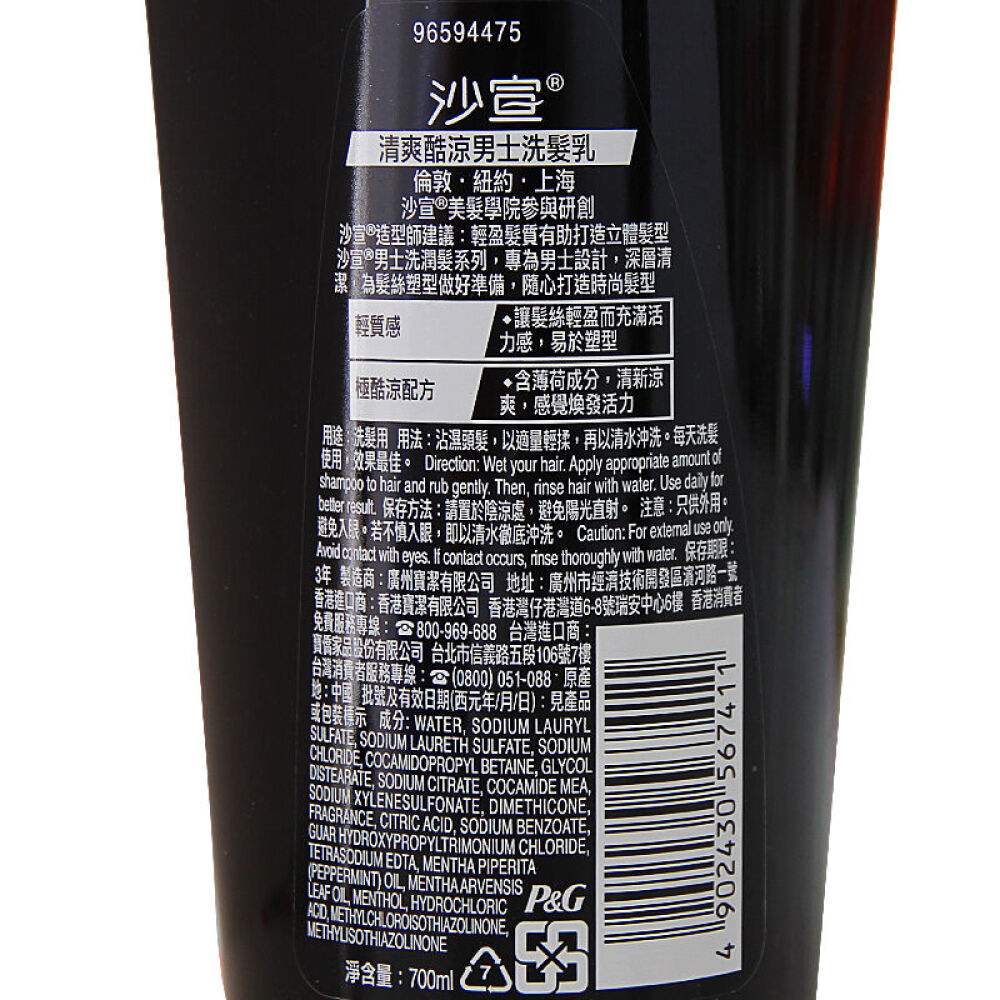 96594475
沙宣®
清爽酷涼男士洗髮乳
倫敦·紐約·上海
沙宣®美髮學院參與研創
沙宣®造型師建議：輕盈髮質有助打造立體髮型
沙宣®男士洗潤髮系列，專為男士設計，深層清
潔，為髮絲塑型做好準備，隨心打造時尚髮型
輕質感
◆讓髮絲輕盈而充滿活
力感，易於塑型
極酷涼配方
◆含薄荷成分，清新涼
爽，感覺煥發活力
用途：洗髮用 用法：沾濕頭髮，以適量輕揉，再以清水沖洗。每天洗髮
使用，效果最佳。 Direction: Wet your hair. Apply appropriate amount of
shampoo to hair and rub gently. Then, rinse hair with water. Use daily for
better result. 保存方法：請置於陰涼處，避免陽光直射。 注意：只供外用。
避免入眼。若不慎入眼，即以清水徹底沖洗。 Caution: For external use only.
Avoid contact with eyes. If contact occurs, rinse thoroughly with water. 保存期限：
3年 製造商：廣州寶潔有限公司 地址：廣州市經濟技術開發區濱河路一號
香港進口商：香港寶潔有限公司 香港灣仔港灣道6-8號瑞安中心6樓 香港消費者
免費服務專線：☎800-969-688 台灣進口商：
寶僑家品股份有限公司 台北市信義路五段106號7樓
台灣消費者服務專線：☎(0800) 051-088 原產
地：中國 批號及有效日期(西元年/月/日)：見產品
或包裝標示 成分: WATER, SODIUM LAURYL
SULFATE, SODIUM LAURETH SULFATE, SODIUM
CHLORIDE, COCAMIDOPROPYL BETAINE, GLYCOL
DISTEARATE, SODIUM CITRATE, COCAMIDE MEA,
SODIUM XYLENESULFONATE, DIMETHICONE,
FRAGRANCE, CITRIC ACID, SODIUM BENZOATE,
GUAR HYDROXYPROPYLTRIMONIUM CHLORIDE,
TETRASODIUM EDTA, MENTHA PIPERITA
(PEPPERMINT) OIL, MENTHA ARVENSIS
LEAF OIL, MENTHOL, HYDROCHLORIC
ACID, METHYLCHLOROISOTHIAZOLINONE,
METHYLISOTHIAZOLINONE
P&G
淨含量：700ml
7
4 902430 567411